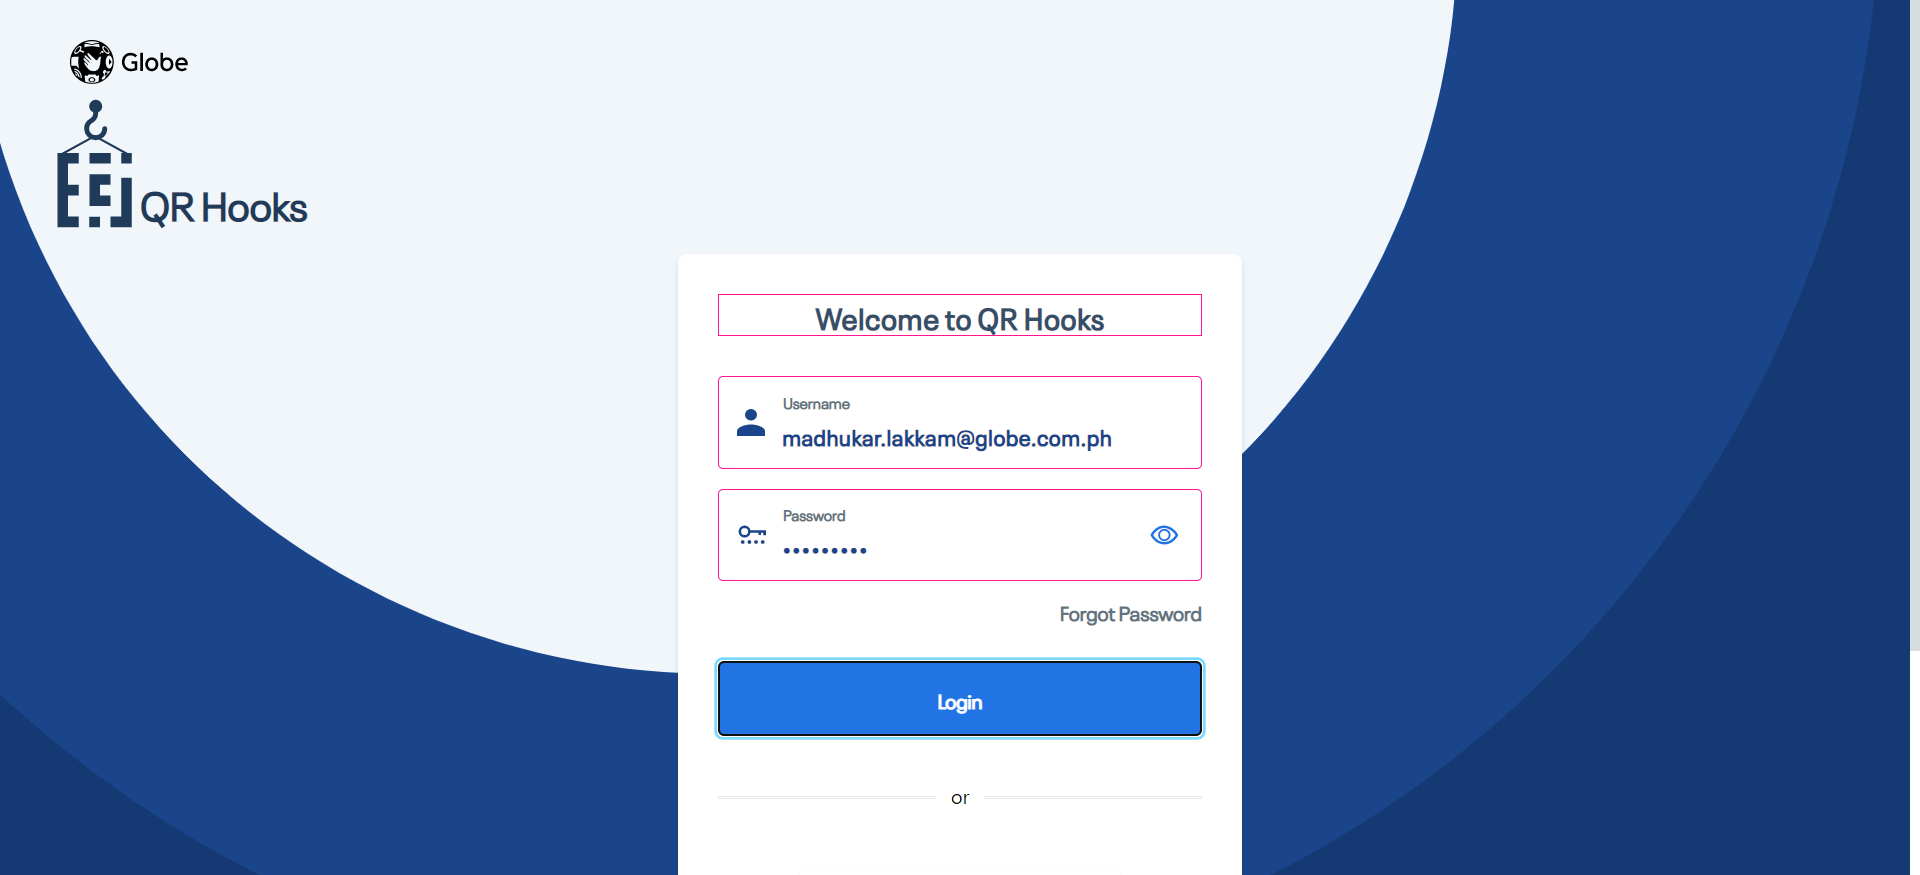 Globe
QR Hooks
Welcome to QR Hooks
Username
madhukar.lakkam@globe.com.ph
Password
•••••••••
Forgot Password
Login
or